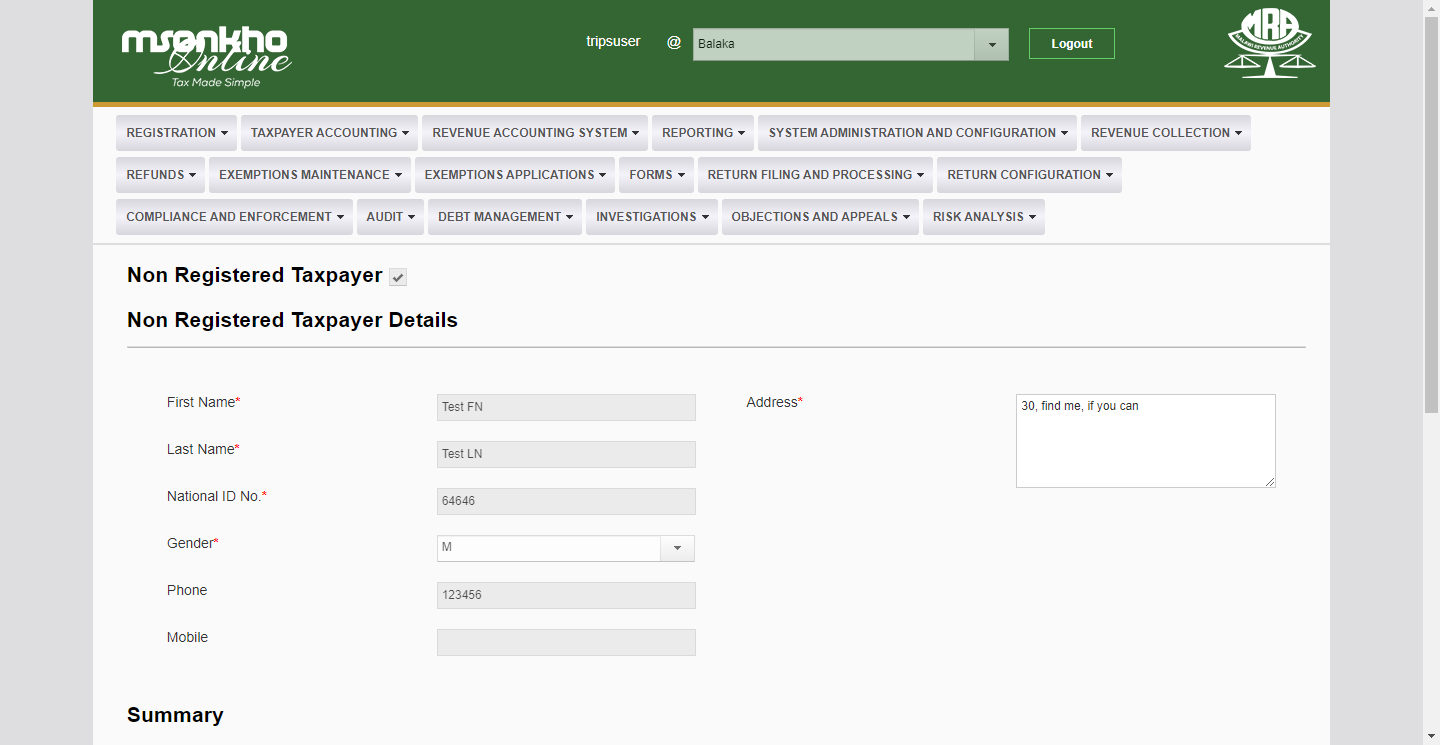 msonkho
Online
Tax Made Simple
tripsuser @ Balaka Logout
MRA
MALAWI REVENUE AUTHORITY
REGISTRATION TAXPAYER ACCOUNTING REVENUE ACCOUNTING SYSTEM REPORTING SYSTEM ADMINISTRATION AND CONFIGURATION REVENUE COLLECTION
REFUNDS EXEMPTIONS MAINTENANCE EXEMPTIONS APPLICATIONS FORMS RETURN FILING AND PROCESSING RETURN CONFIGURATION
COMPLIANCE AND ENFORCEMENT AUDIT DEBT MANAGEMENT INVESTIGATIONS OBJECTIONS AND APPEALS RISK ANALYSIS
Non Registered Taxpayer
Non Registered Taxpayer Details
First Name* Test FN Address* 30, find me, if you can
Last Name* Test LN
National ID No.* 64646
Gender* M
Phone 123456
Mobile
Summary